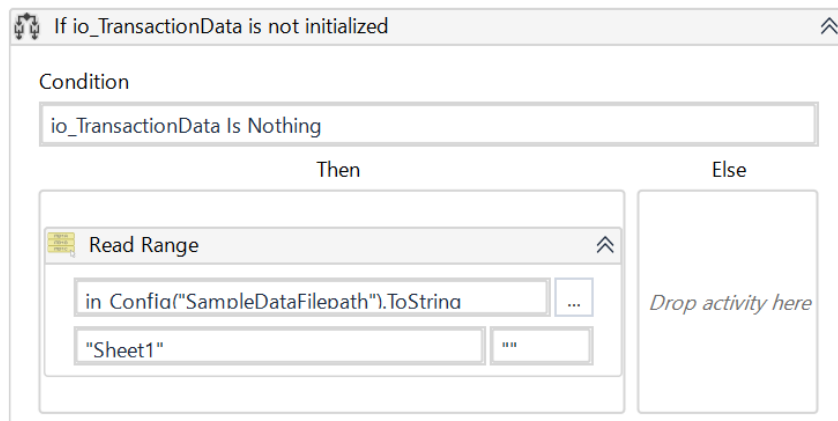 If io_TransactionData is not initialized
Condition
io_TransactionData Is Nothing
Then
Else
Read Range
in_Config("SampleDataFilepath").ToString
...
Drop activity here
"Sheet1"
""